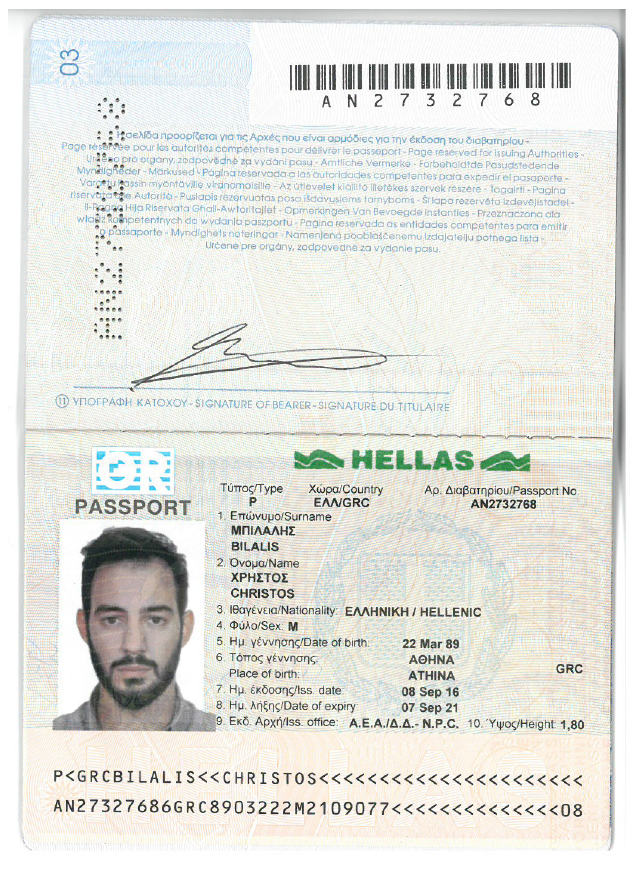 03
AN2732768
AN2732768
Η σελίδα προορίζεται για τις Αρχές που είναι αρμόδιες για την έκδοση του διαβατηρίου -
Page réservée pour les autorités compétentes pour délivrer le passeport - Page reserved for issuing Authorities -
Určeno pro orgány, zodpovědné za vydání pasu - Amtliche Vermerke - Forbeholdte Pasudstedende
Myndigheder - Märkused - Página reservada a las autoridades competentes para expedir el pasaporte -
Varattu passin myöntäville viranomaisille - Az útlevelet kiállító illetékes szervek részére - Togairtí - Pagina
riservata alle Autorità - Puslapis rezervuotas pasą išdavusiems tarnyboms - Šī lapa rezervēta izdevējiestādei -
Il-Paġna Hija Riservata Għall-Awtoritajiet - Opmerkingen Van Bevoegde Instanties - Przeznaczona dla
władz kompetentnych do wydania paszportu - Página reservada as entidades competentes para emitir
o passaporte - Myndighets noteringar - Namenjeno pooblaščenemu izdajatelju potnega lista -
Určené pre orgány, zodpovedné za vydanie pasu.
11 ΥΠΟΓΡΑΦΗ ΚΑΤΟΧΟΥ - SIGNATURE OF BEARER - SIGNATURE DU TITULAIRE
GR
PASSPORT
HELLAS
Τύπος/Type Χώρα/Country Αρ. Διαβατηρίου/Passport No
P ΕΛΛ/GRC AN2732768
1. Επώνυμο/Surname
ΜΠΙΛΑΛΗΣ
BILALIS
2. Όνομα/Name
ΧΡΗΣΤΟΣ
CHRISTOS
3. Ιθαγένεια/Nationality: ΕΛΛΗΝΙΚΗ / HELLENIC
4. Φύλο/Sex: M
5. Ημ. γέννησης/Date of birth: 22 Mar 89
6. Τόπος γέννησης: ΑΘΗΝΑ
Place of birth: ATHINA GRC
7. Ημ. έκδοσης/Iss. date 08 Sep 16
8. Ημ. λήξης/Date of expiry 07 Sep 21
9. Εκδ. Αρχή/Iss. office: Α.Ε.Α./Δ.Δ.- N.P.C. 10. Ύψος/Height: 1,80
P<GRCBILALIS<<CHRISTOS<<<<<<<<<<<<<<<<<<<<<<
AN27327686GRC8903222M2109077<<<<<<<<<<<<<<08